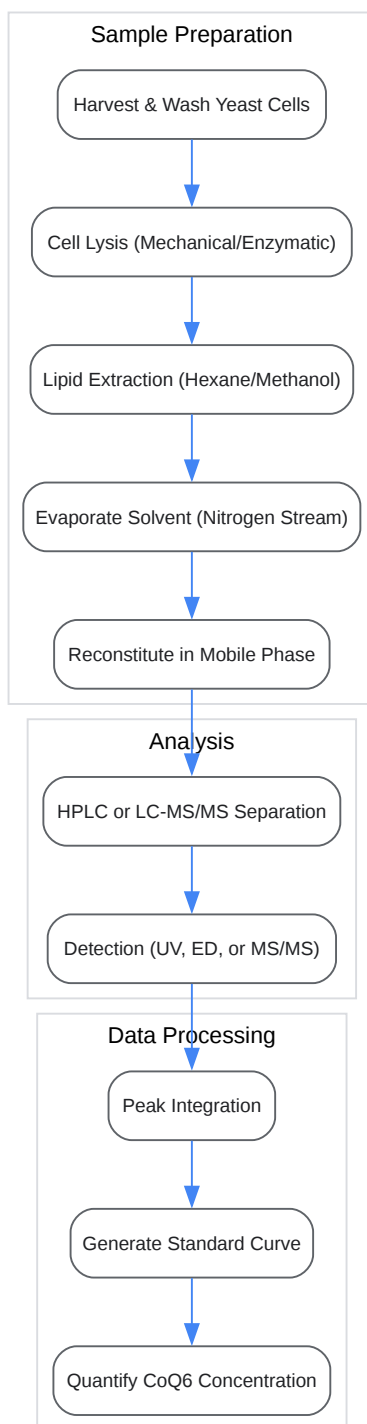 Sample Preparation
Harvest & Wash Yeast Cells
Cell Lysis (Mechanical/Enzymatic)
Lipid Extraction (Hexane/Methanol)
Evaporate Solvent (Nitrogen Stream)
Reconstitute in Mobile Phase
Analysis
HPLC or LC-MS/MS Separation
Detection (UV, ED, or MS/MS)
Data Processing
Peak Integration
Generate Standard Curve
Quantify CoQ6 Concentration